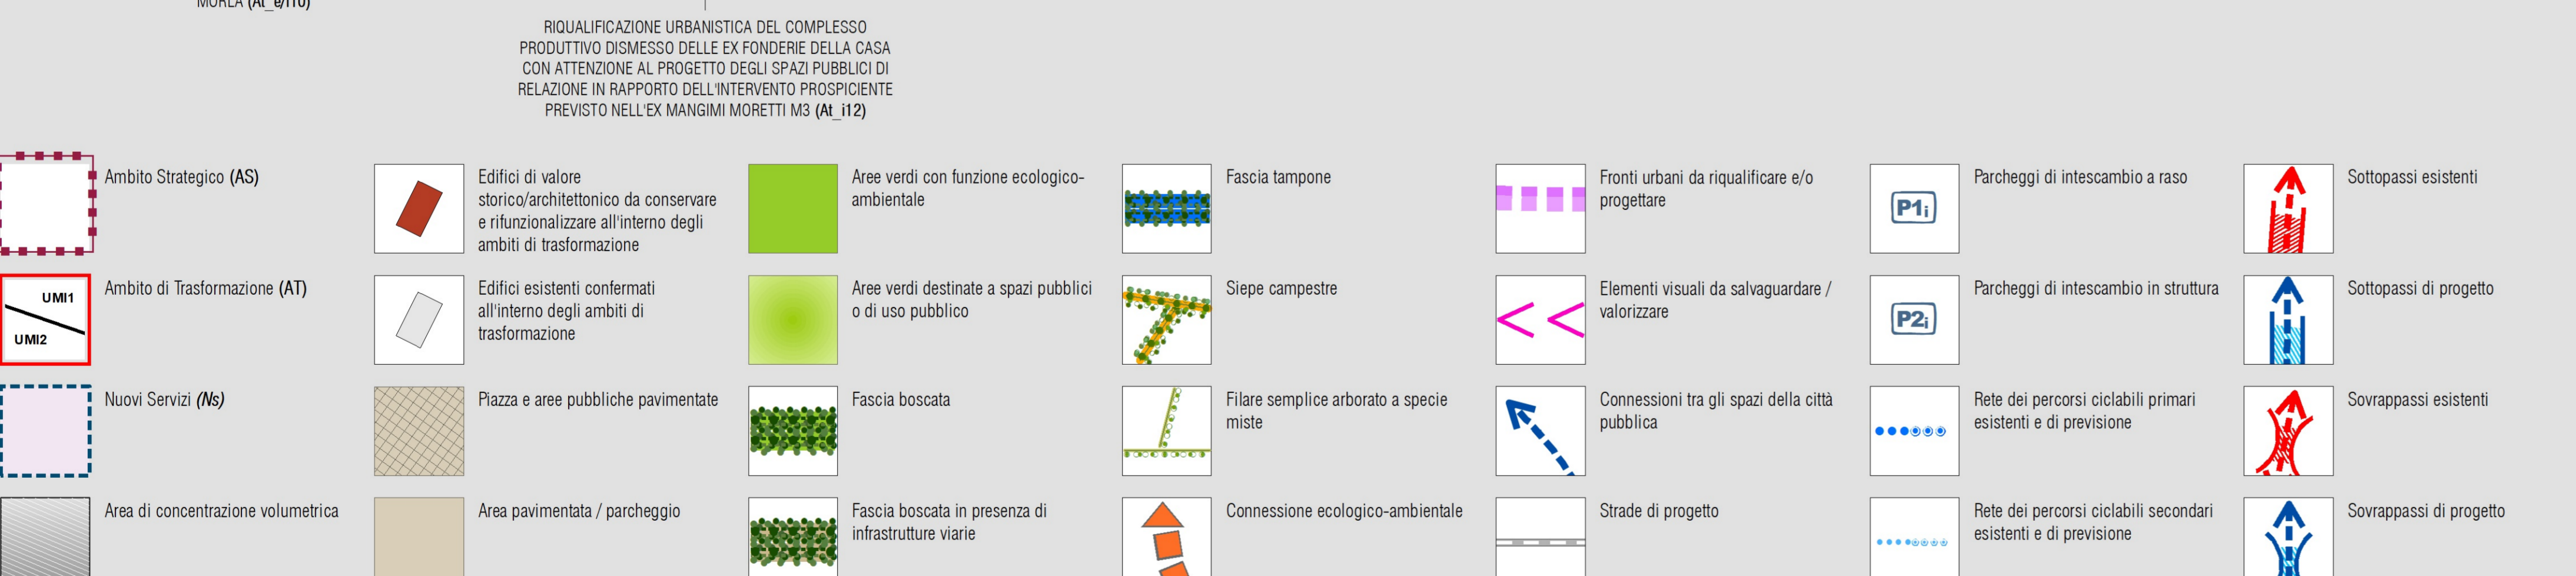 MORLA (At_e/i10)
RIQUALIFICAZIONE URBANISTICA DEL COMPLESSO
PRODUTTIVO DISMESSO DELLE EX FONDERIE DELLA CASA
CON ATTENZIONE AL PROGETTO DEGLI SPAZI PUBBLICI DI
RELAZIONE IN RAPPORTO DELL'INTERVENTO PROSPICIENTE
PREVISTO NELL'EX MANGIMI MORETTI M3 (At_i12)
Ambito Strategico (AS)
UMI1
UMI2
Ambito di Trasformazione (AT)
Nuovi Servizi (Ns)
Area di concentrazione volumetrica
Edifici di valore
storico/architettonico da conservare
e rifunzionalizzare all'interno degli
ambiti di trasformazione
Edifici esistenti confermati
all'interno degli ambiti di
trasformazione
Piazza e aree pubbliche pavimentate
Area pavimentata / parcheggio
Aree verdi con funzione ecologico-
ambientale
Aree verdi destinate a spazi pubblici
o di uso pubblico
Fascia boscata
Fascia boscata in presenza di
infrastrutture viarie
Fascia tampone
Siepe campestre
Filare semplice arborato a specie
miste
Connessione ecologico-ambientale
Fronti urbani da riqualificare e/o
progettare
Elementi visuali da salvaguardare /
valorizzare
Connessioni tra gli spazi della città
pubblica
Strade di progetto
P1i
Parcheggi di intescambio a raso
P2i
Parcheggi di intescambio in struttura
Rete dei percorsi ciclabili primari
esistenti e di previsione
Rete dei percorsi ciclabili secondari
esistenti e di previsione
Sottopassi esistenti
Sottopassi di progetto
Sovrappassi esistenti
Sovrappassi di progetto